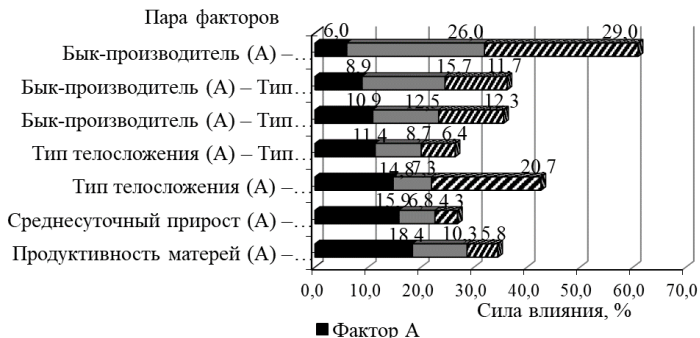 Пара факторов
6,0 26,0 29,0
Бык-производитель (А) –…
8,9 15,7 11,7
Бык-производитель (А) – Тип…
10,9 12,5 12,3
Бык-производитель (А) – Тип…
11,4 8,7 6,4
Тип телосложения (А) – Тип…
14,8 7,3 20,7
Тип телосложения (А) –…
15,9 6,8 4,3
Среднесуточный прирост (А) –…
18,4 10,3 5,8
Продуктивность матерей (А) –…
0,0 10,0 20,0 30,0 40,0 50,0 60,0 70,0
Сила влияния, %
Фактор А